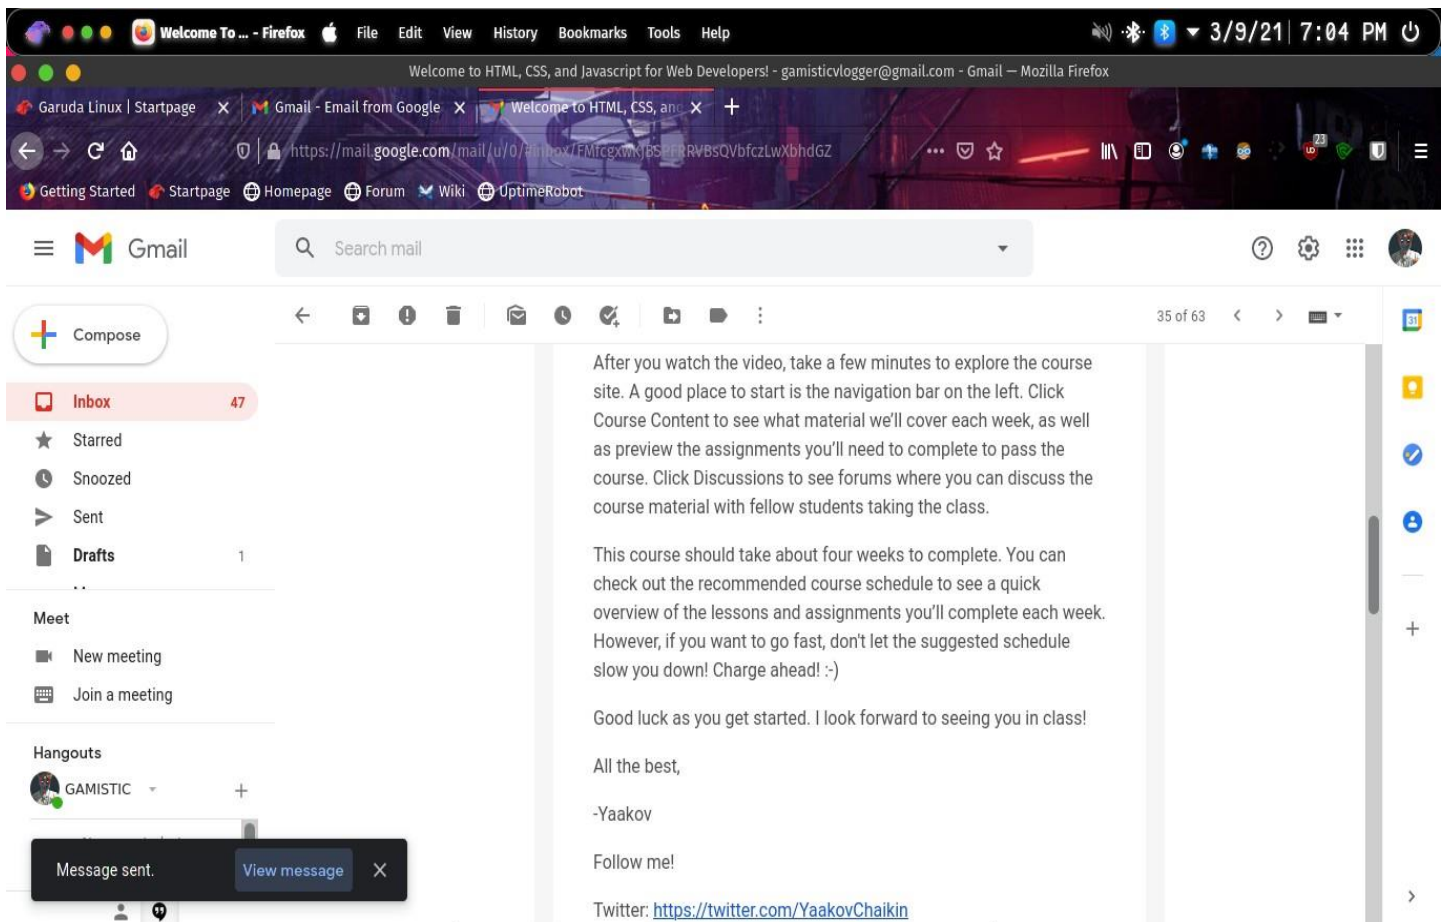 Welcome To ... - Firefox File Edit View History Bookmarks Tools Help 3/9/21 7:04 PM
Welcome to HTML, CSS, and Javascript for Web Developers! - gamisticvlogger@gmail.com - Gmail — Mozilla Firefox
Garuda Linux | Startpage Gmail - Email from Google Welcome to HTML, CSS, and
https://mail.google.com/mail/u/0/#inbox/ 23
Getting Started Startpage Homepage Forum Wiki UptimeRobot
Gmail Search mail
Compose 35 of 63 31
After you watch the video, take a few minutes to explore the course
site. A good place to start is the navigation bar on the left. Click
Inbox 47
Course Content to see what material we'll cover each week, as well
Starred
as preview the assignments you'll need to complete to pass the
Snoozed
course. Click Discussions to see forums where you can discuss the
course material with fellow students taking the class.
Sent
Drafts 1
This course should take about four weeks to complete. You can
check out the recommended course schedule to see a quick
overview of the lessons and assignments you'll complete each week.
Meet
However, if you want to go fast, don't let the suggested schedule
New meeting
slow you down! Charge ahead! :-)
Join a meeting
Good luck as you get started. I look forward to seeing you in class!
Hangouts
All the best,
GAMISTIC
-Yaakov
Follow me!
Message sent. View message
Twitter: https://twitter.com/YaakovChaikin